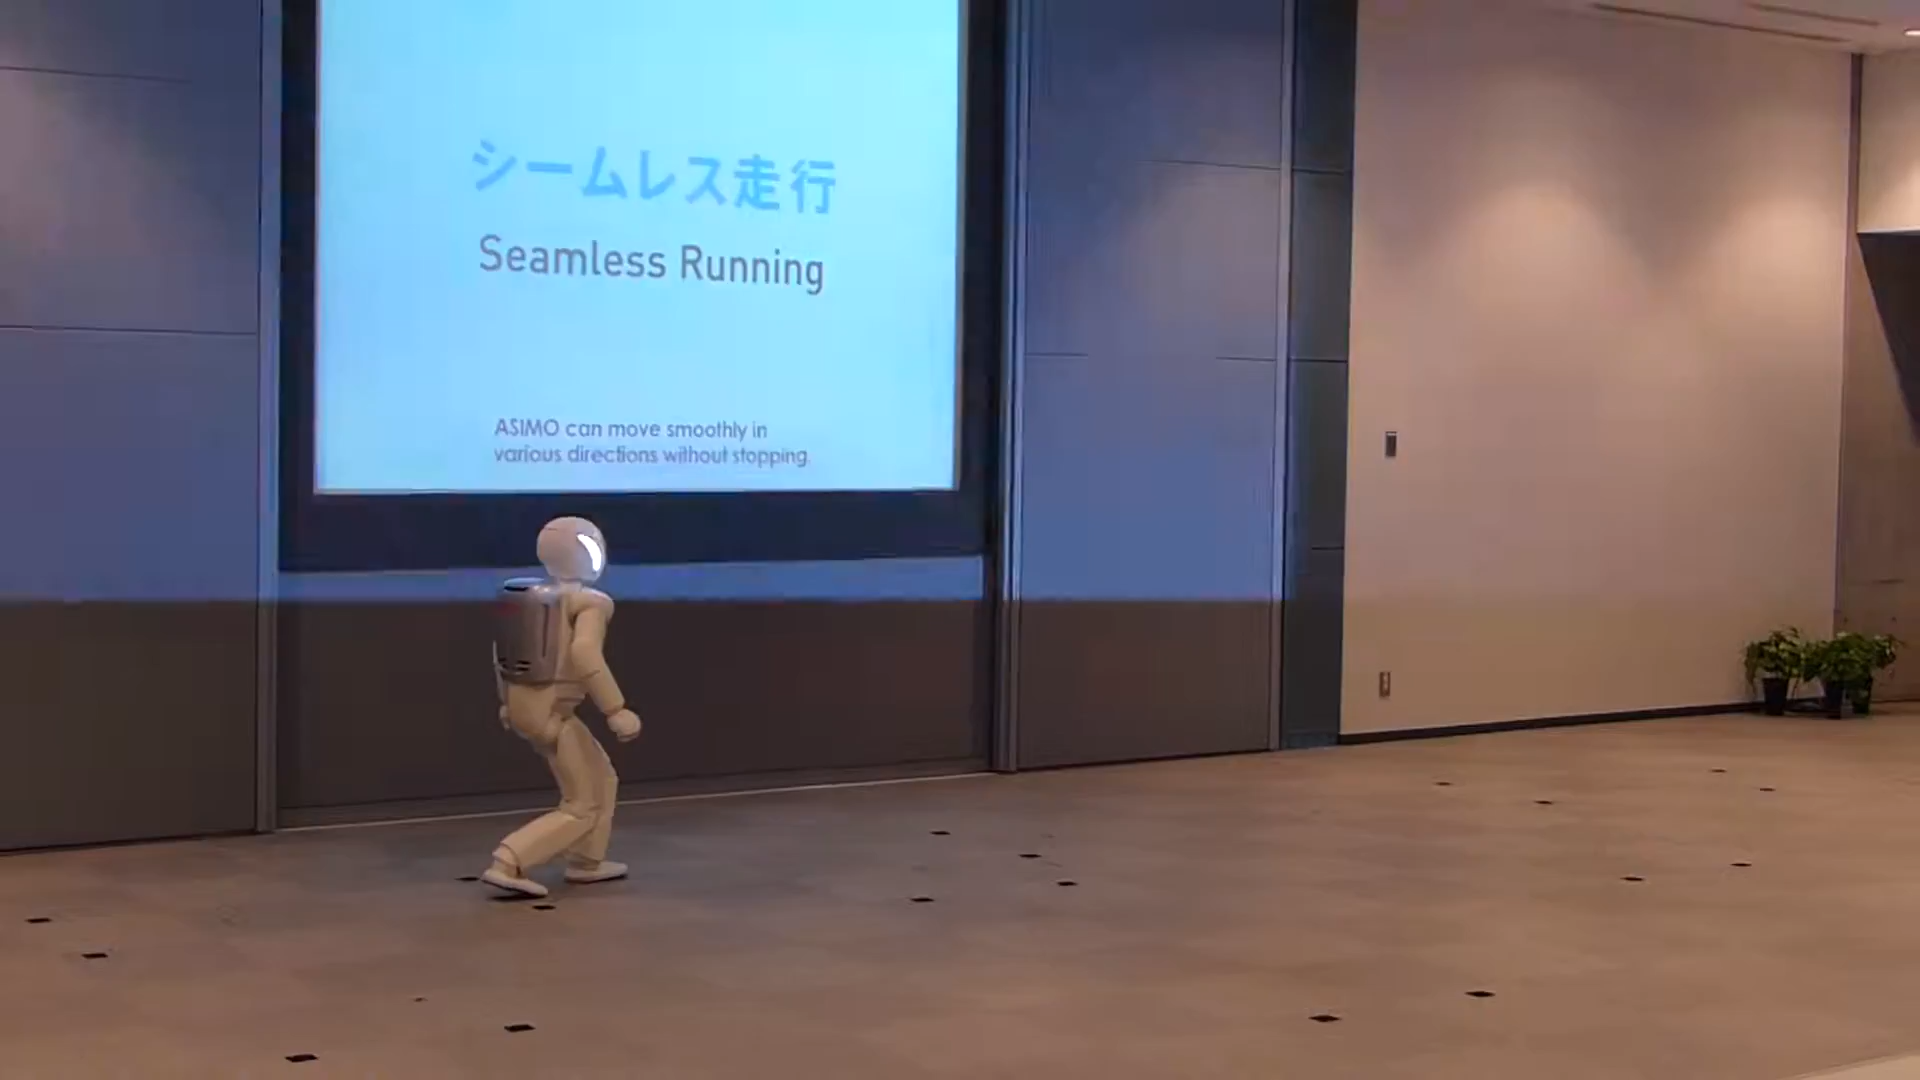 シームレス走行
Seamless Running
ASIMO can move smoothly in
various directions without stopping.